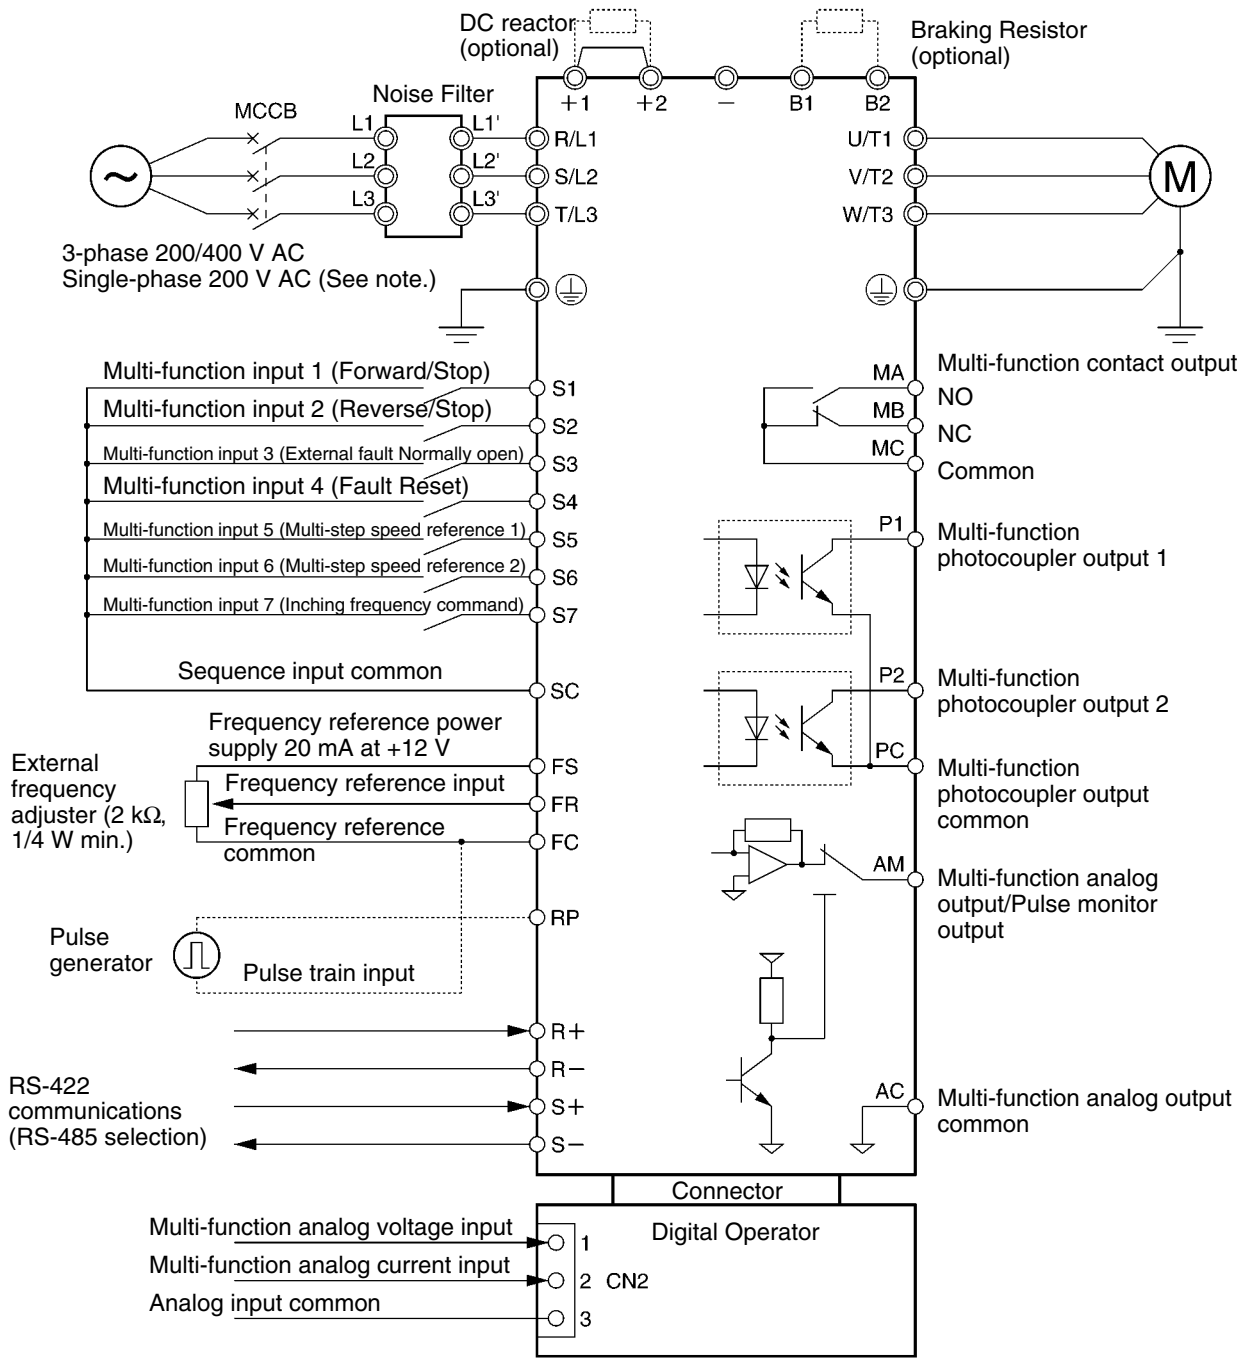 DC reactor
(optional)
Braking Resistor
(optional)
+1
+2
−
B1
B2
MCCB
Noise Filter
L1
L1'
R/L1
U/T1
L2
L2'
S/L2
V/T2
L3
L3'
T/L3
W/T3
~
M
3-phase 200/400 V AC
Single-phase 200 V AC (See note.)
Multi-function input 1 (Forward/Stop)
S1
Multi-function input 2 (Reverse/Stop)
S2
Multi-function input 3 (External fault Normally open)
S3
Multi-function input 4 (Fault Reset)
S4
Multi-function input 5 (Multi-step speed reference 1)
S5
Multi-function input 6 (Multi-step speed reference 2)
S6
Multi-function input 7 (Inching frequency command)
S7
Sequence input common
SC
MA
Multi-function contact output
NO
MB
NC
MC
Common
P1
Multi-function
photocoupler output 1
P2
Multi-function
photocoupler output 2
PC
Multi-function
photocoupler output
common
Frequency reference power
supply 20 mA at +12 V
FS
External
frequency
adjuster (2 kΩ,
1/4 W min.)
Frequency reference input
FR
Frequency reference
common
FC
AM
Multi-function analog
output/Pulse monitor
output
RP
Pulse
generator
Pulse train input
R+
R−
S+
S−
RS-422
communications
(RS-485 selection)
AC
Multi-function analog output
common
Connector
Digital Operator
Multi-function analog voltage input
1
Multi-function analog current input
2 CN2
Analog input common
3